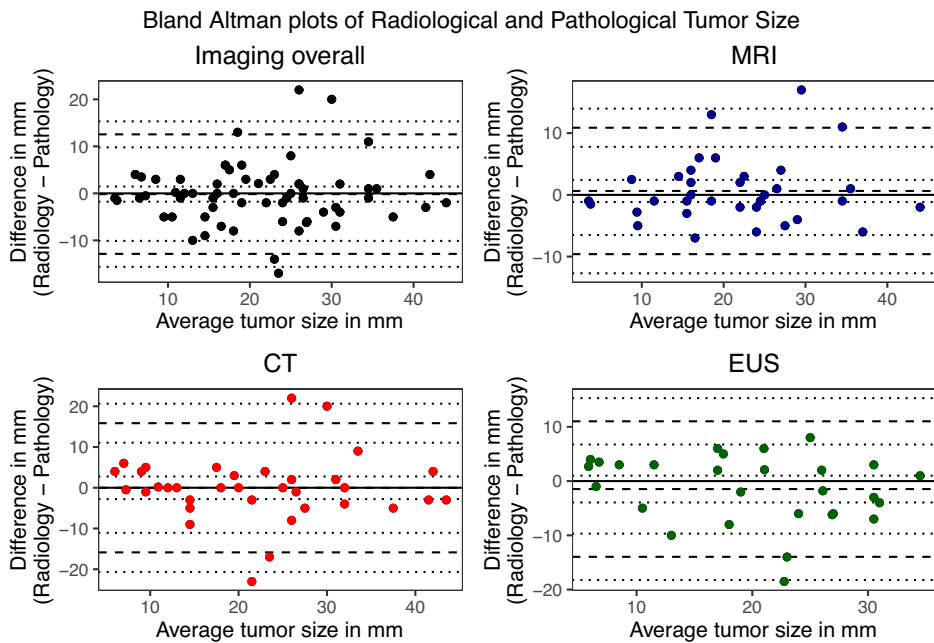 Bland Altman plots of Radiological and Pathological Tumor Size
Imaging overall
Difference in mm
(Radiology − Pathology)
20
10
0
−10
10
20
30
40
Average tumor size in mm
MRI
Difference in mm
(Radiology − Pathology)
10
0
−10
10
20
30
40
Average tumor size in mm
CT
Difference in mm
(Radiology − Pathology)
20
10
0
−10
−20
10
20
30
40
Average tumor size in mm
EUS
Difference in mm
(Radiology − Pathology)
10
0
−10
−20
10
20
30
Average tumor size in mm